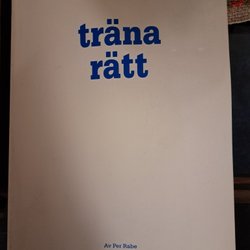 träna
rätt
Av Per Rabe